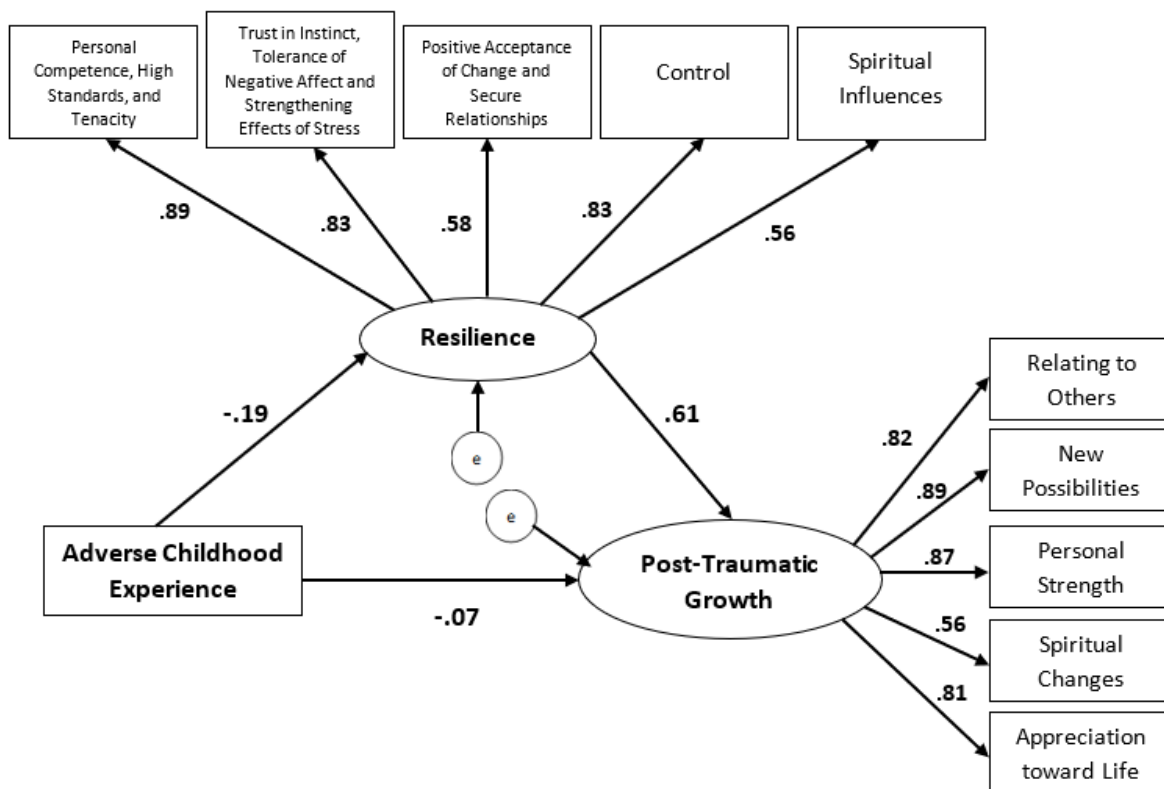 Personal
Competence, High
Standards, and
Tenacity
Trust in Instinct,
Tolerance of
Negative Affect and
Strengthening
Effects of Stress
Positive Acceptance
of Change and
Secure
Relationships
Control
Spiritual
Influences
.89
.83
.58
.83
.56
Resilience
-.19
e
.61
e
Adverse Childhood
Experience
-.07
Post-Traumatic
Growth
.82
.89
.87
.56
.81
Relating to
Others
New
Possibilities
Personal
Strength
Spiritual
Changes
Appreciation
toward Life